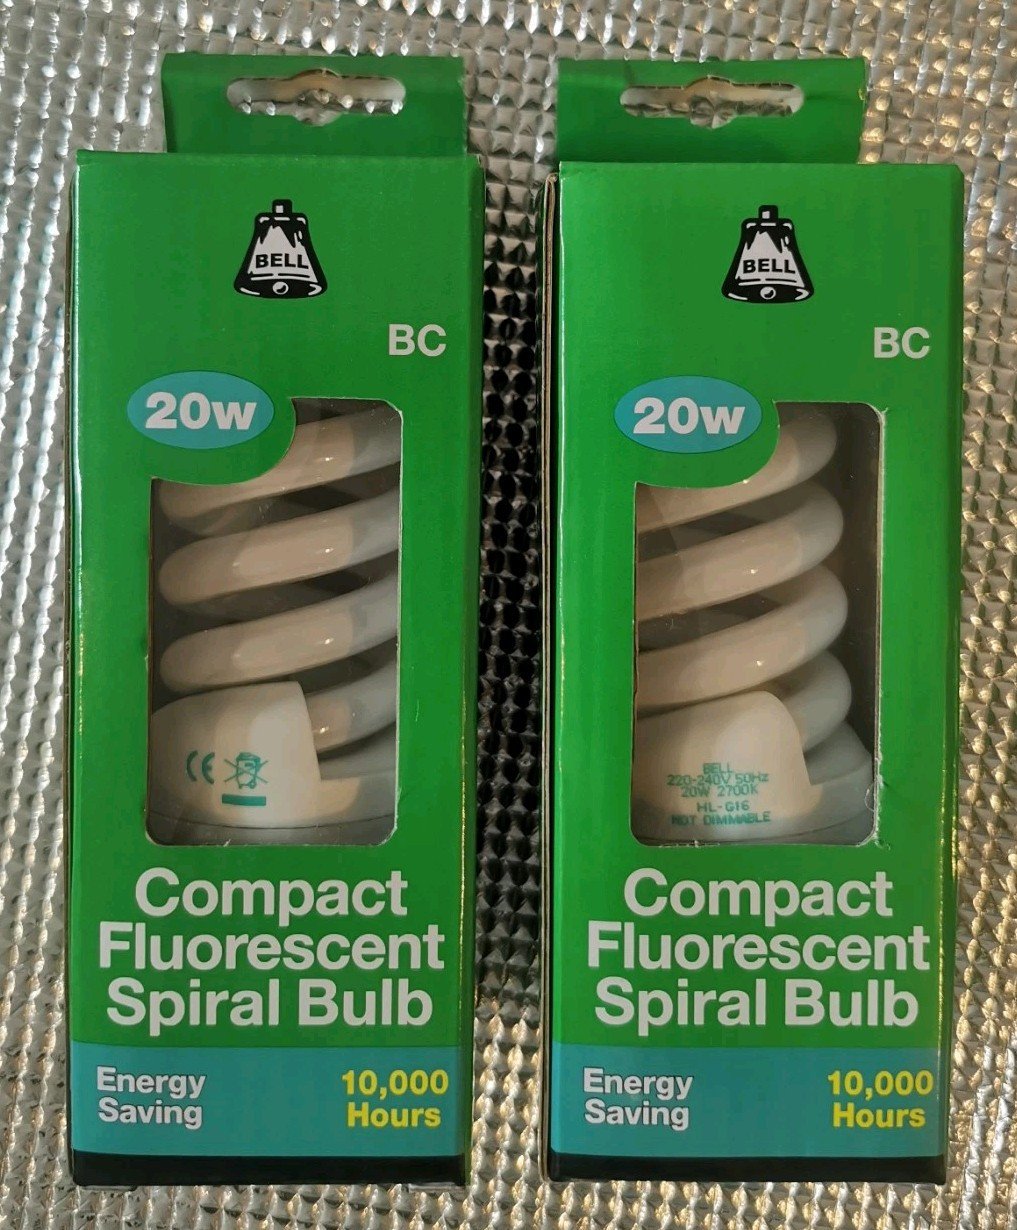 BELL
BC
20w
CE
Compact
Fluorescent
Spiral Bulb
Energy
Saving
10,000
Hours
BELL
BC
20w
BELL
220-240V 50Hz
20W 2700K
HL-G16
NOT DIMMABLE
Compact
Fluorescent
Spiral Bulb
Energy
Saving
10,000
Hours